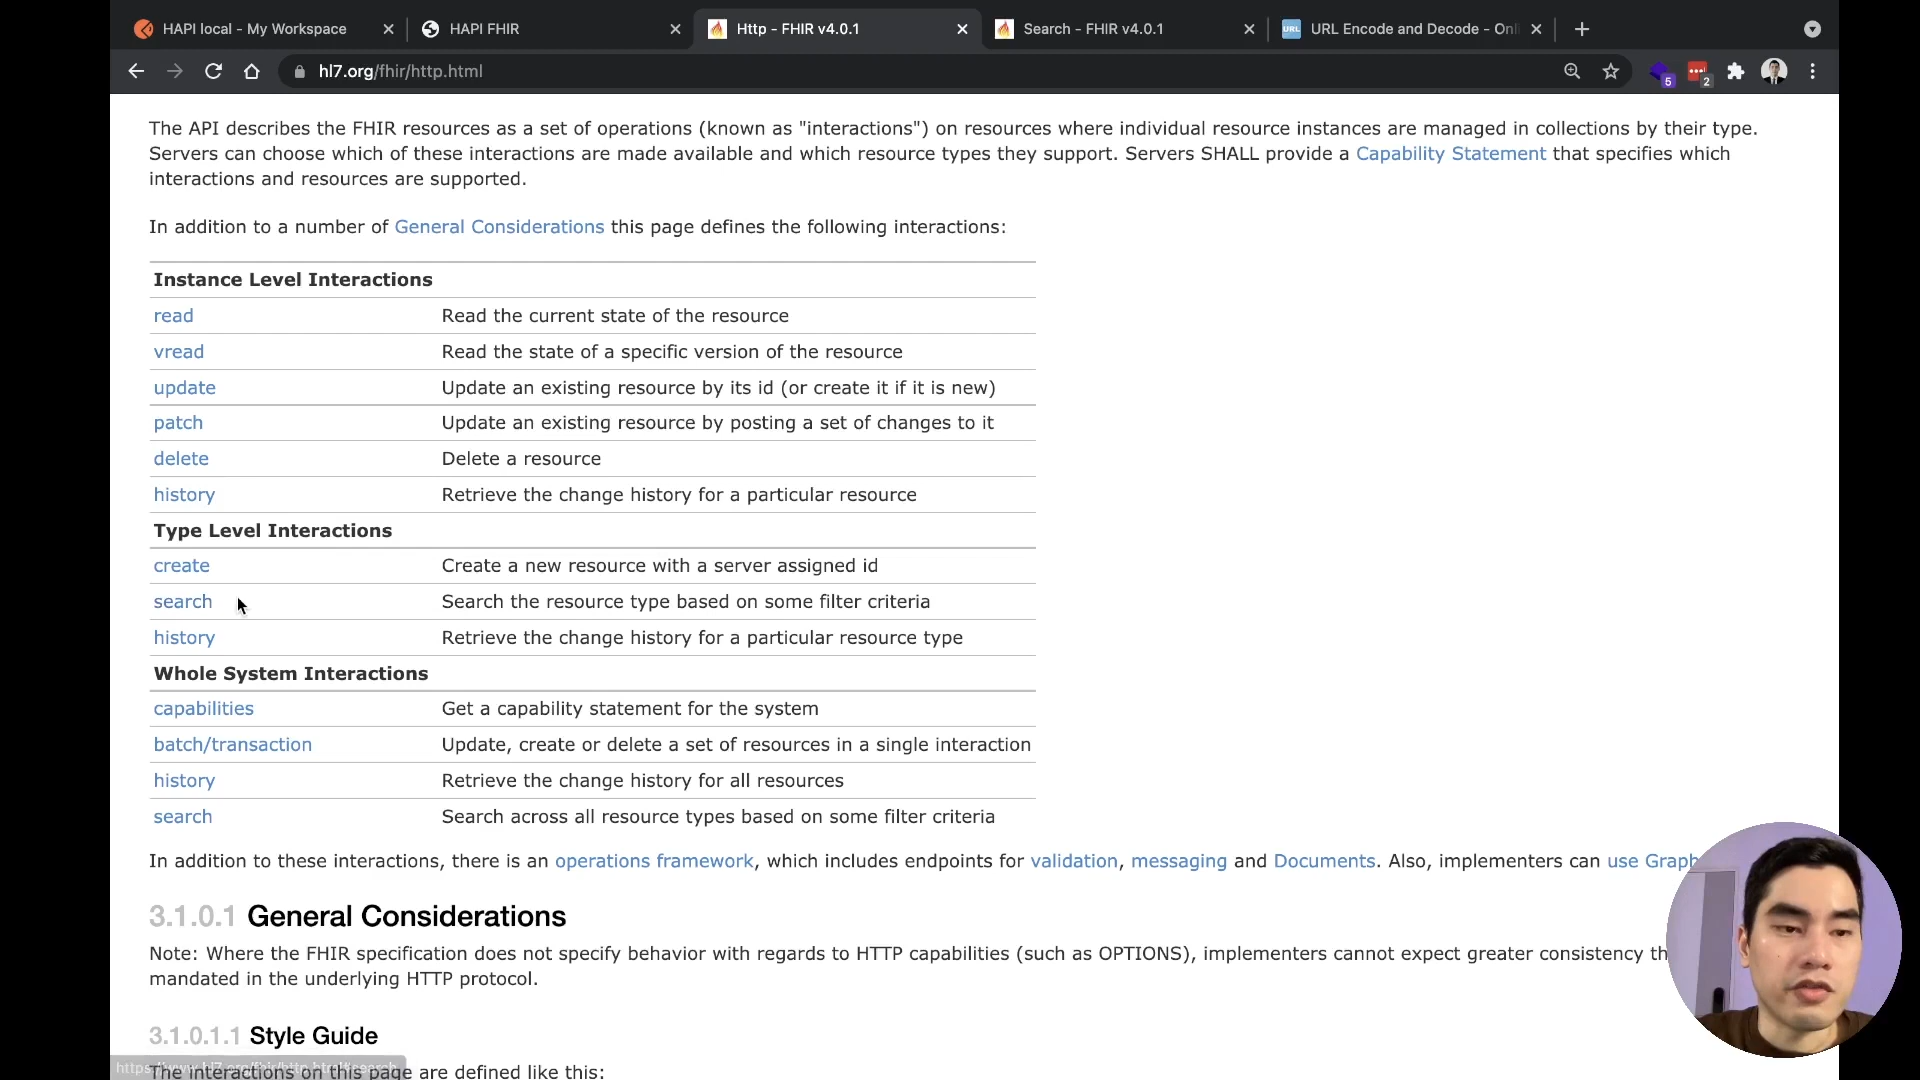 HAPI local - My Workspace
HAPI FHIR
Http - FHIR v4.0.1
Search - FHIR v4.0.1
URL
URL Encode and Decode - Onl
hl7.org/fhir/http.html
5
2
The API describes the FHIR resources as a set of operations (known as "interactions") on resources where individual resource instances are managed in collections by their type.
Servers can choose which of these interactions are made available and which resource types they support. Servers SHALL provide a Capability Statement that specifies which
interactions and resources are supported.
In addition to a number of General Considerations this page defines the following interactions:
Instance Level Interactions
read Read the current state of the resource
vread Read the state of a specific version of the resource
update Update an existing resource by its id (or create it if it is new)
patch Update an existing resource by posting a set of changes to it
delete Delete a resource
history Retrieve the change history for a particular resource
Type Level Interactions
create Create a new resource with a server assigned id
search Search the resource type based on some filter criteria
history Retrieve the change history for a particular resource type
Whole System Interactions
capabilities Get a capability statement for the system
batch/transaction Update, create or delete a set of resources in a single interaction
history Retrieve the change history for all resources
search Search across all resource types based on some filter criteria
In addition to these interactions, there is an operations framework, which includes endpoints for validation, messaging and Documents. Also, implementers can use Graph
3.1.0.1 General Considerations
Note: Where the FHIR specification does not specify behavior with regards to HTTP capabilities (such as OPTIONS), implementers cannot expect greater consistency th
mandated in the underlying HTTP protocol.
3.1.0.1.1 Style Guide
https://www.hl7.org/fhir/http.html#search
The interactions on this page are defined like this: